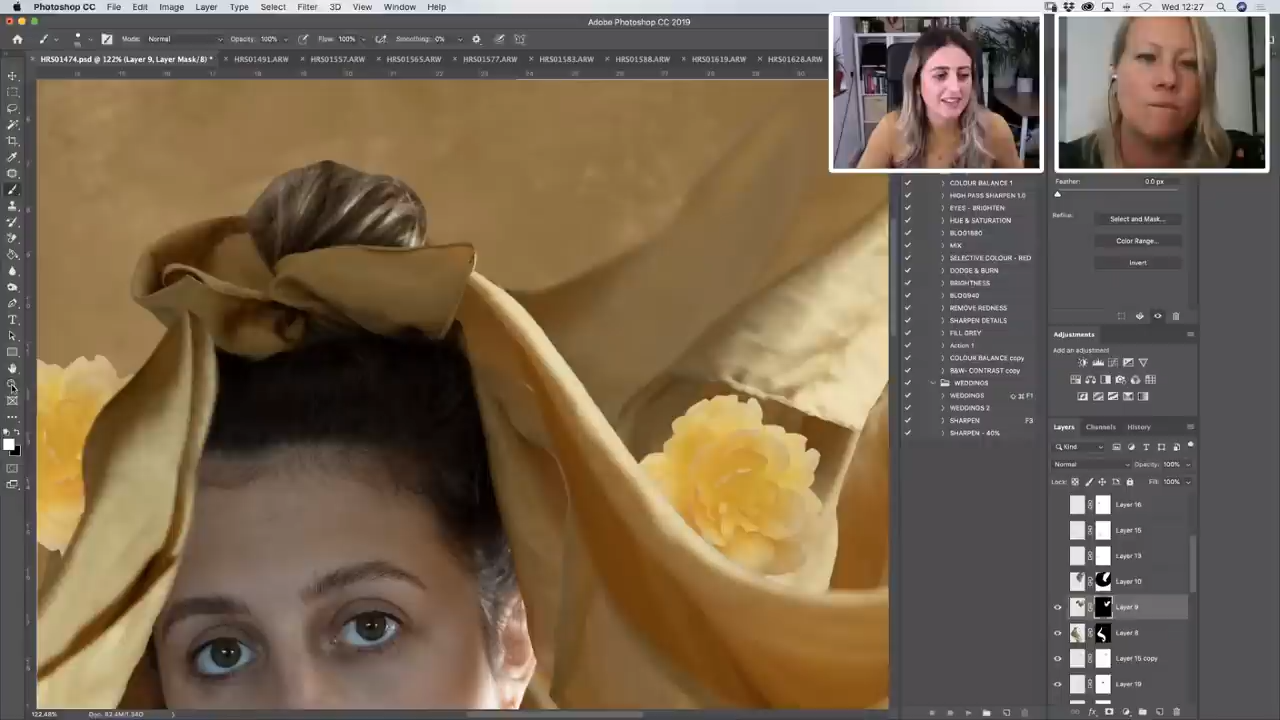 Photoshop CC File Edit Image Layer Type Select Filter 3D View Window Help Wed 12:27
Adobe Photoshop CC 2019
Mode: Normal Opacity: 100% Flow: 100% Smoothing: 0%
HRS01474.psd @ 122% (Layer 9, Layer Mask/8) * HRS01491.ARW HRS01557.ARW HRS01565.ARW HRS01577.ARW HRS01583.ARW HRS01588.ARW HRS01619.ARW HRS01628.ARW
Feather: 0.0 px
Refine:
Select and Mask...
Color Range...
Invert
COLOUR BALANCE 1
HIGH PASS SHARPEN 1.0
EYES - BRIGHTEN
HUE & SATURATION
BLOG1880
MIX
SELECTIVE COLOUR - RED
DODGE & BURN
BRIGHTNESS
BLOG940
REMOVE REDNESS
SHARPEN DETAILS
FILL GREY
Action 1
COLOUR BALANCE copy
B&W- CONTRAST copy
WEDDINGS
WEDDINGS F1
WEDDINGS 2
SHARPEN F3
SHARPEN - 40%
Adjustments
Add an adjustment
Layers Channels History
Kind
Normal Opacity: 100%
Lock: Fill: 100%
Layer 16
Layer 15
Layer 13
Layer 10
Layer 9
Layer 8
Layer 15 copy
Layer 19
122.48% Doc: 82.4M/1.54G